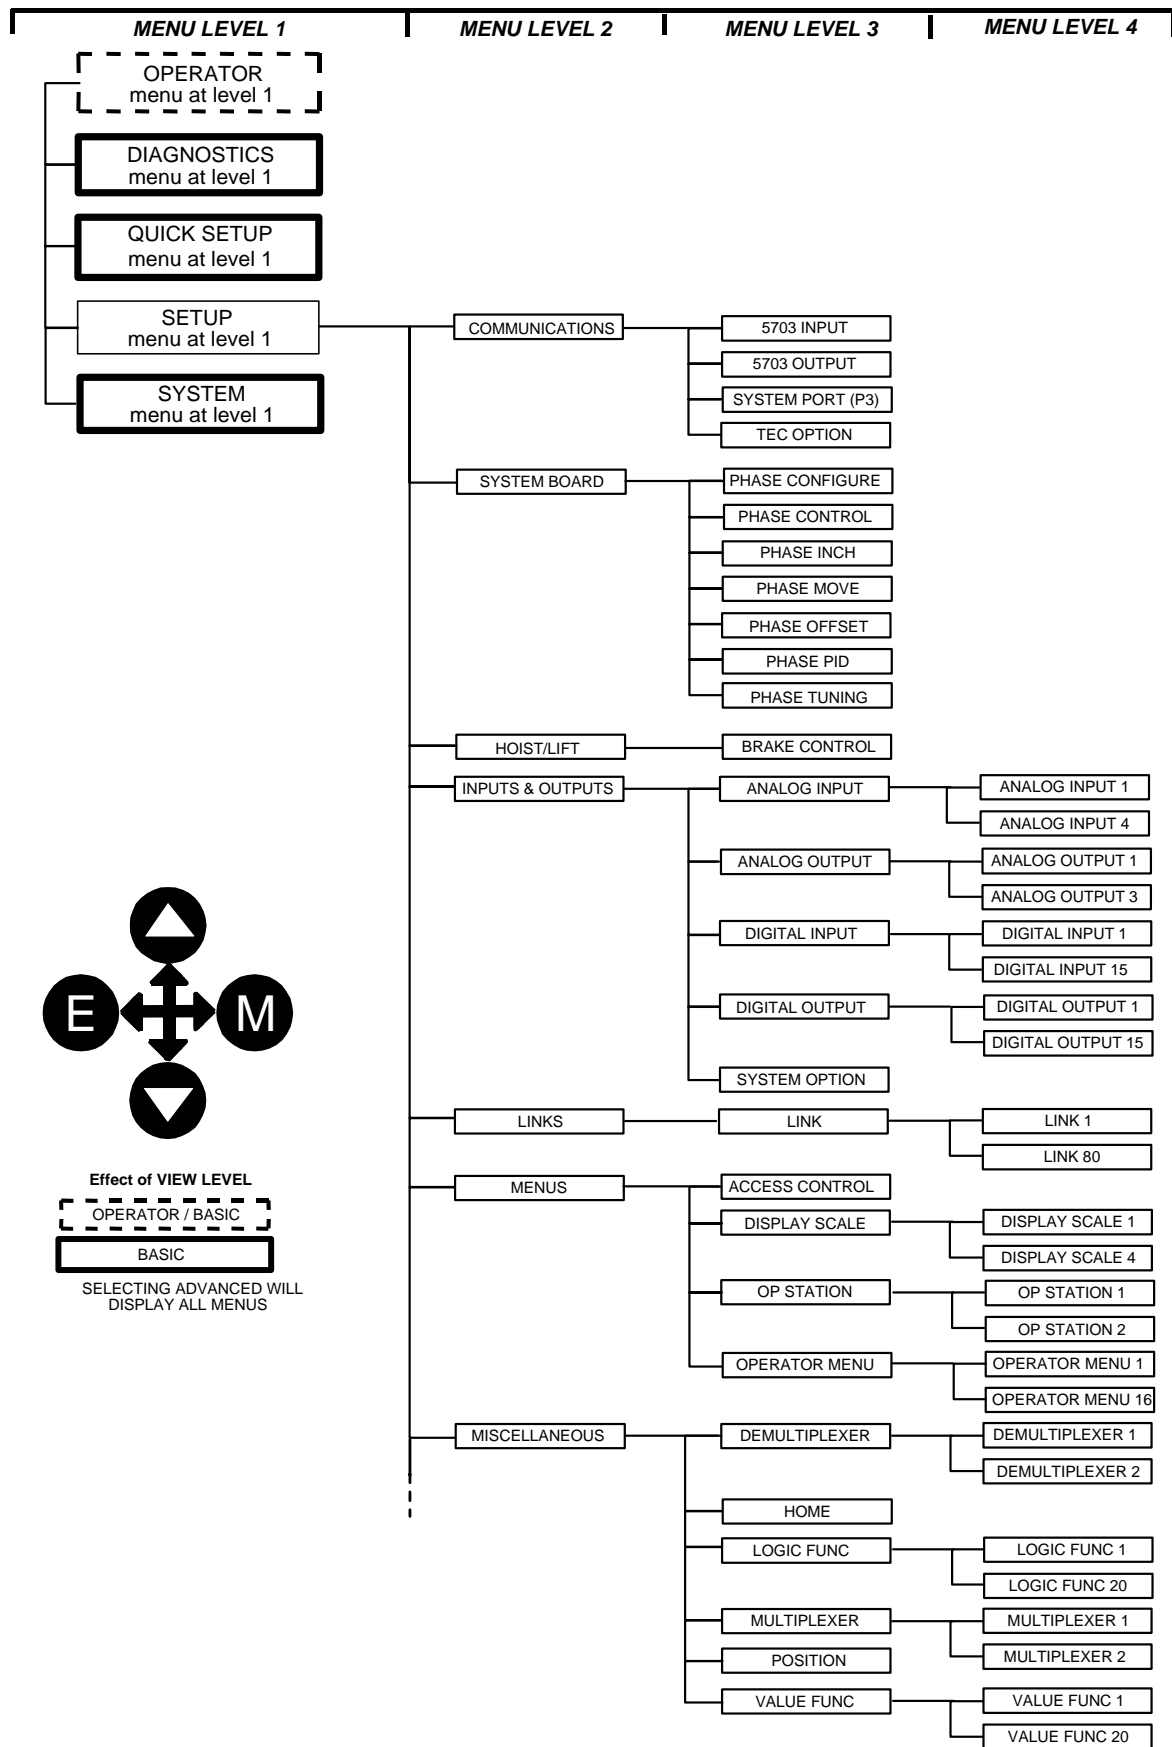 MENU LEVEL 1
MENU LEVEL 2
MENU LEVEL 3
MENU LEVEL 4
OPERATOR
menu at level 1
DIAGNOSTICS
menu at level 1
QUICK SETUP
menu at level 1
SETUP
menu at level 1
SYSTEM
menu at level 1
COMMUNICATIONS
5703 INPUT
5703 OUTPUT
SYSTEM PORT (P3)
TEC OPTION
SYSTEM BOARD
PHASE CONFIGURE
PHASE CONTROL
PHASE INCH
PHASE MOVE
PHASE OFFSET
PHASE PID
PHASE TUNING
HOIST/LIFT
BRAKE CONTROL
INPUTS & OUTPUTS
ANALOG INPUT
ANALOG INPUT 1
ANALOG INPUT 4
ANALOG OUTPUT
ANALOG OUTPUT 1
ANALOG OUTPUT 3
DIGITAL INPUT
DIGITAL INPUT 1
DIGITAL INPUT 15
DIGITAL OUTPUT
DIGITAL OUTPUT 1
DIGITAL OUTPUT 15
SYSTEM OPTION
LINKS
LINK
LINK 1
LINK 80
MENUS
ACCESS CONTROL
DISPLAY SCALE
DISPLAY SCALE 1
DISPLAY SCALE 4
OP STATION
OP STATION 1
OP STATION 2
OPERATOR MENU
OPERATOR MENU 1
OPERATOR MENU 16
MISCELLANEOUS
DEMULTIPLEXER
DEMULTIPLEXER 1
DEMULTIPLEXER 2
HOME
LOGIC FUNC
LOGIC FUNC 1
LOGIC FUNC 20
MULTIPLEXER
MULTIPLEXER 1
MULTIPLEXER 2
POSITION
VALUE FUNC
VALUE FUNC 1
VALUE FUNC 20
E
M
Effect of VIEW LEVEL
OPERATOR / BASIC
BASIC
SELECTING ADVANCED WILL
DISPLAY ALL MENUS